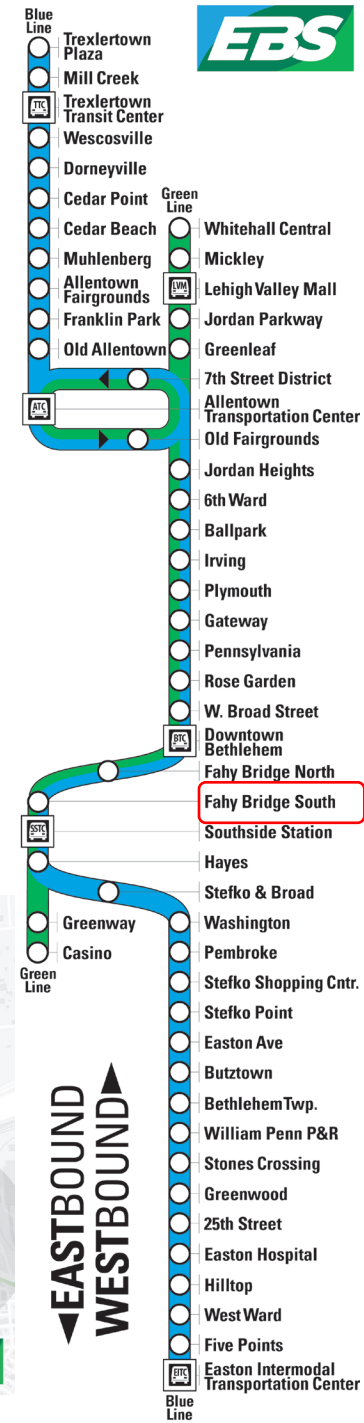 Blue
Line
EBS
Trexlertown
Plaza
Mill Creek
TTC
Trexlertown
Transit Center
Wescosville
Dorneyville
Cedar Point
Cedar Beach
Muhlenberg
Allentown
Fairgrounds
Franklin Park
Old Allentown
Green
Line
Whitehall Central
Mickley
LVM
Lehigh Valley Mall
Jordan Parkway
Greenleaf
7th Street District
ATC
Allentown
Transportation Center
Old Fairgrounds
Jordan Heights
6th Ward
Ballpark
Irving
Plymouth
Gateway
Pennsylvania
Rose Garden
W. Broad Street
BTC
Downtown
Bethlehem
Fahy Bridge North
Fahy Bridge South
SSTC
Southside Station
Hayes
Stefko & Broad
Greenway
Casino
Green
Line
Washington
Pembroke
Stefko Shopping Cntr.
Stefko Point
Easton Ave
Butztown
Bethlehem Twp.
William Penn P&R
Stones Crossing
Greenwood
25th Street
Easton Hospital
Hilltop
West Ward
Five Points
EITC
Easton Intermodal
Transportation Center
Blue
Line
EASTBOUND
WESTBOUND